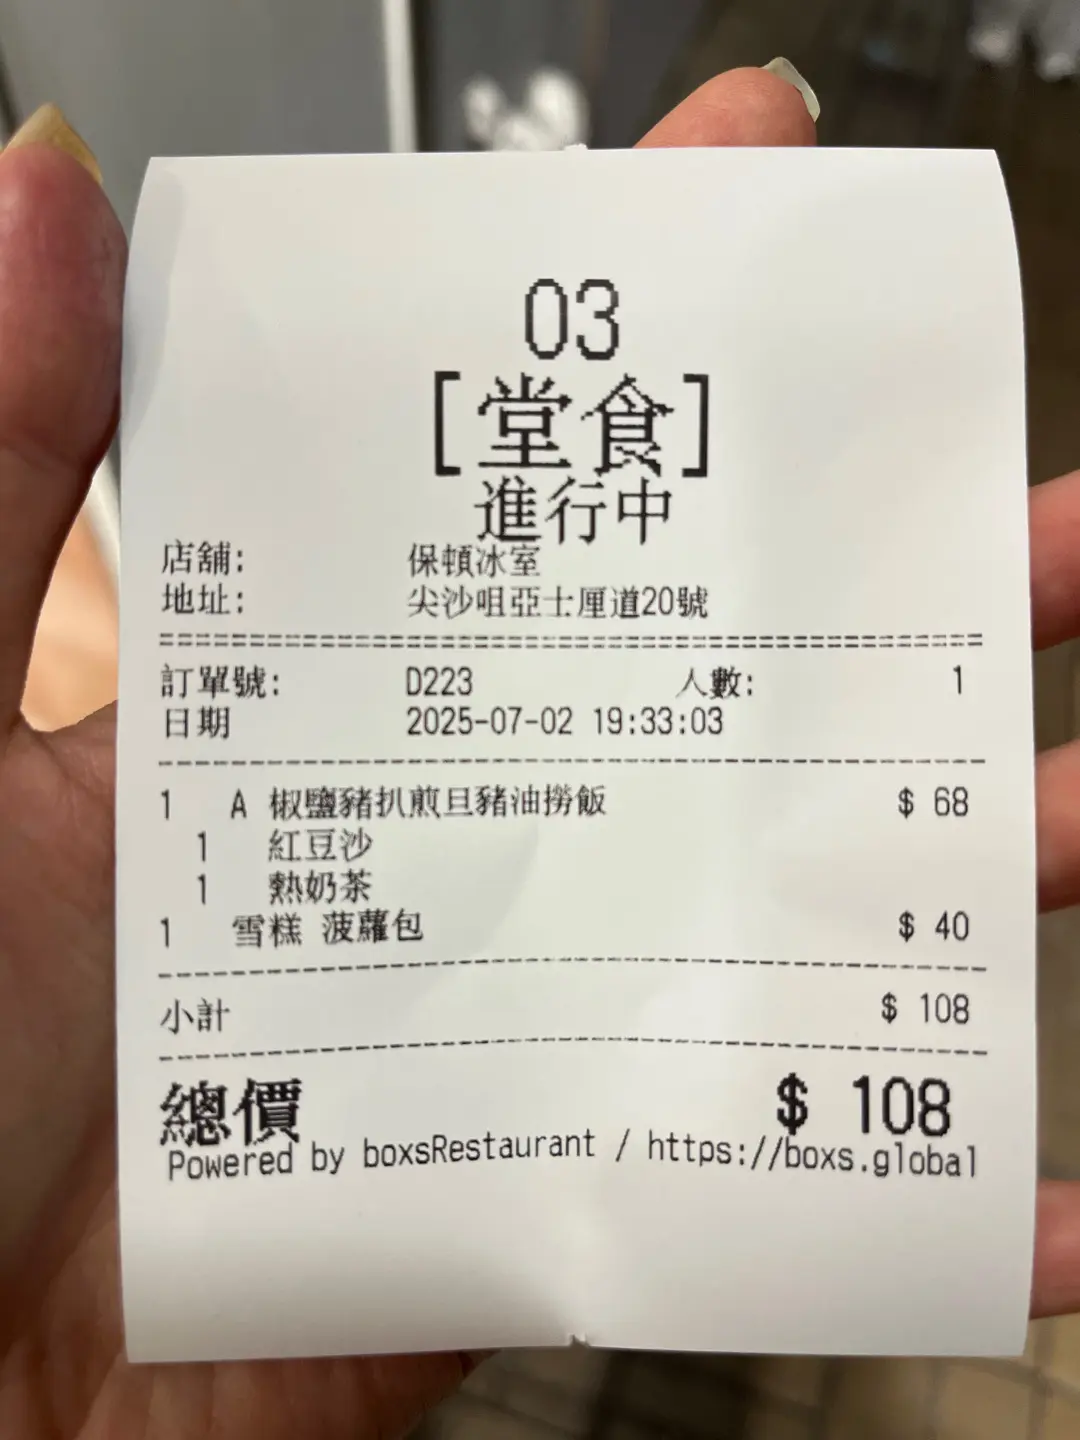 03
[堂食]
進行中
店舖: 保頓冰室
地址: 尖沙咀亞士厘道20號
訂單號: D223 人數: 1
日期 2025-07-02 19:33:03
1 A 椒鹽豬扒煎旦豬油撈飯 $ 68
1 紅豆沙
1 熱奶茶
1 雪糕 菠蘿包 $ 40
小計 $ 108
總價 $ 108
Powered by boxsRestaurant / https://boxs.global